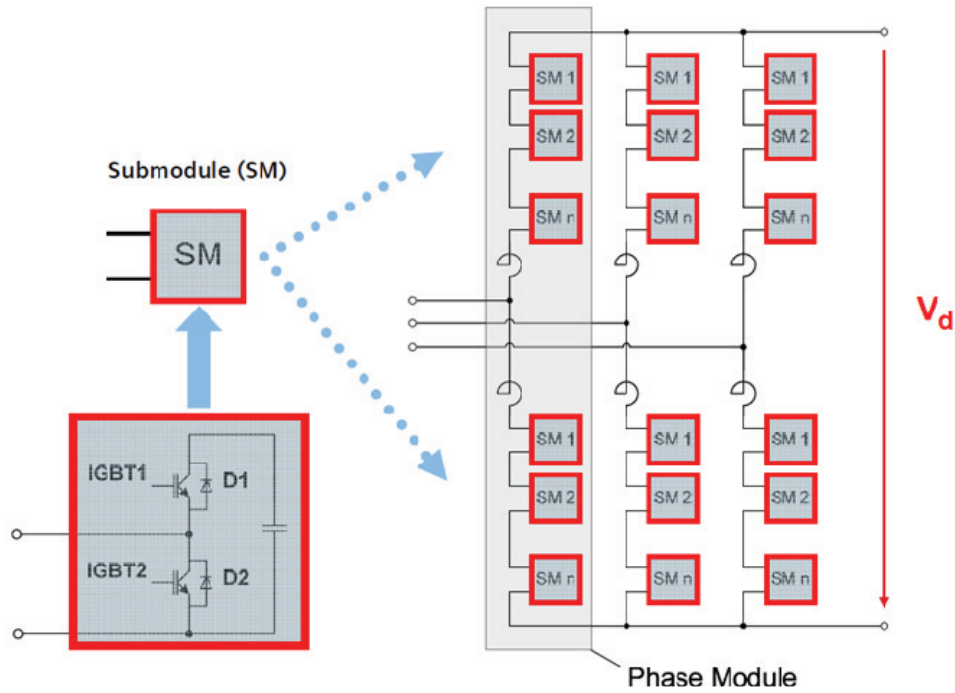 Submodule (SM)
SM
IGBT1
D1
IGBT2
D2
SM 1
SM 1
SM 1
SM 2
SM 2
SM 2
SM n
SM n
SM n
V_d
SM 1
SM 1
SM 1
SM 2
SM 2
SM 2
SM n
SM n
SM n
Phase Module